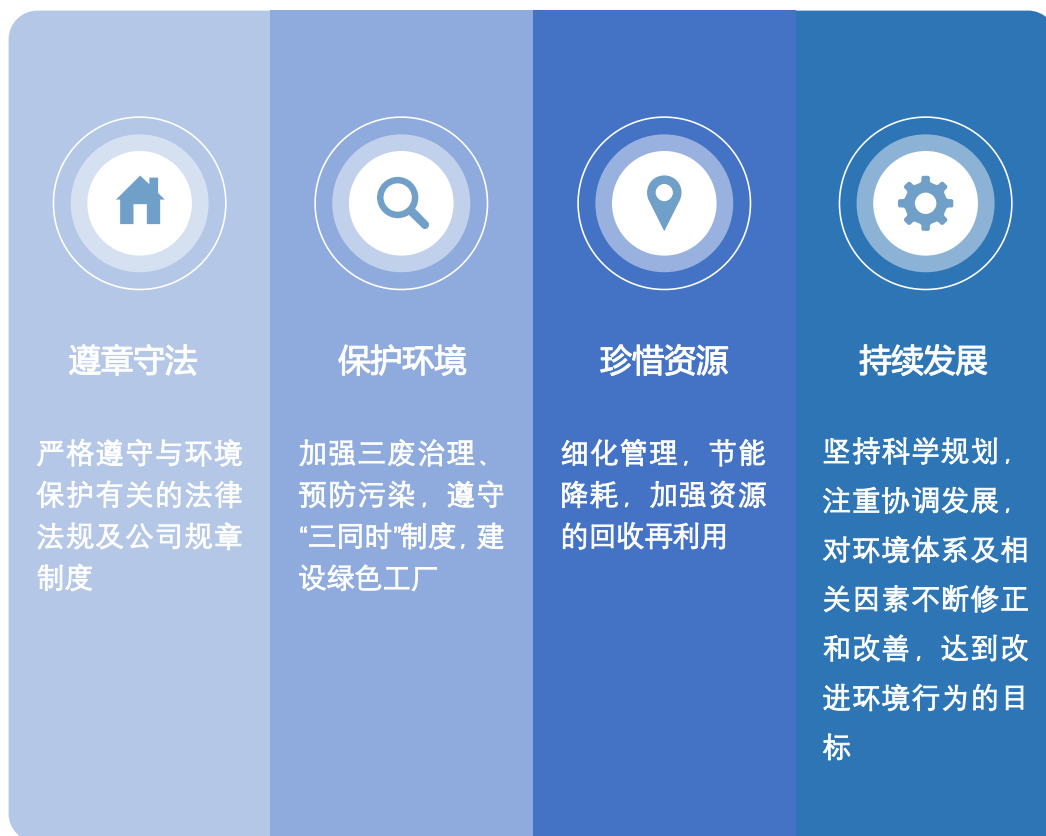 遵章守法
严格遵守与环境
保护有关的法律
法规及公司规章
制度
保护环境
加强三废治理、
预防污染，遵守
“三同时”制度，建
设绿色工厂
珍惜资源
细化管理，节能
降耗，加强资源
的回收再利用
持续发展
坚持科学规划，
注重协调发展，
对环境体系及相
关因素不断修正
和改善，达到改
进环境行为的目
标